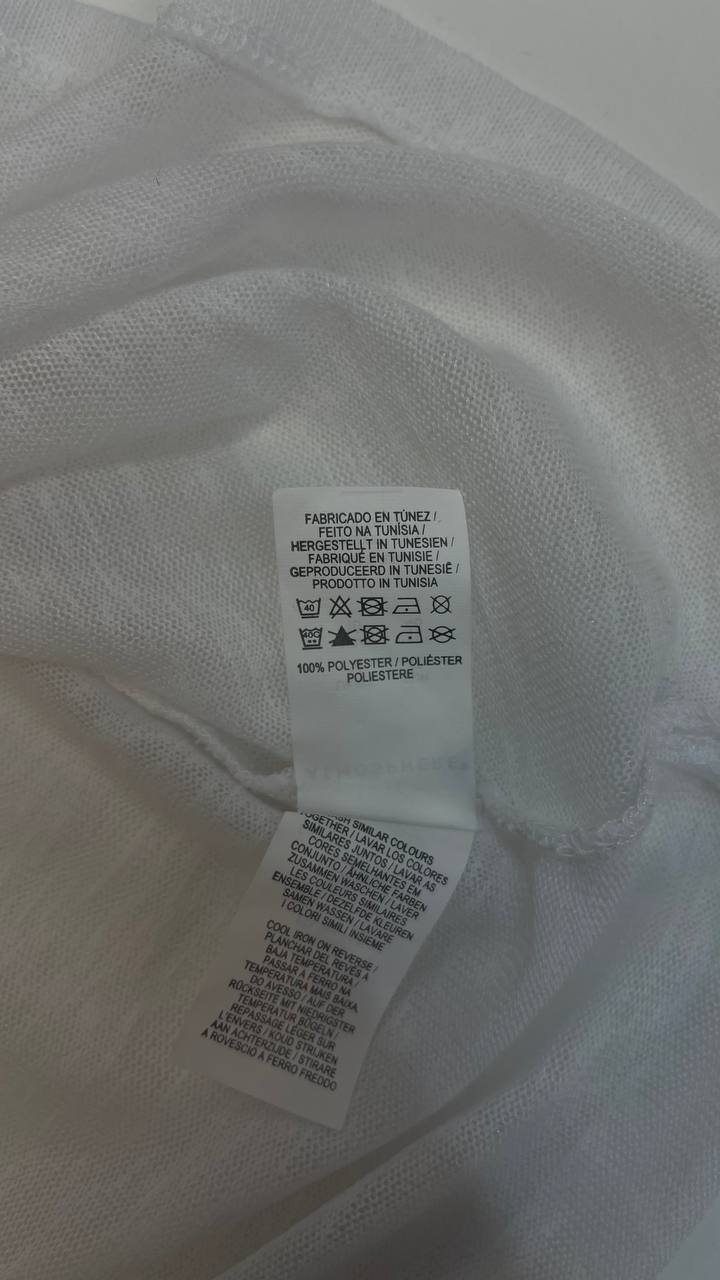 FABRICADO EN TÚNEZ /
FEITO NA TUNÍSIA /
HERGESTELLT IN TUNESIEN /
FABRIQUÉ EN TUNISIE /
GEPRODUCEERD IN TUNESIË /
PRODOTTO IN TUNISIA
40
40C
100% POLYESTER / POLIÉSTER
POLIESTERE
ATMOSPHERE
SIMILAR COLOURS
TOGETHER / LAVAR LOS COLORES
SIMILARES JUNTOS / LAVAR AS
CORES SEMELHANTES EM
CONJUNTO / ÄHNLICHE FARBEN
ZUSAMMEN WASCHEN / LAVER
LES COULEURS SIMILAIRES
ENSEMBLE / DEZELFDE KLEUREN
SAMEN WASSEN / LAVARE
I COLORI SIMILI INSIEME
COOL IRON ON REVERSE /
PLANCHAR DEL REVÉS A
BAJA TEMPERATURA /
PASSAR A FERRO NA
TEMPERATURA MAIS BAIXA,
DO AVESSO / AUF DER
RÜCKSEITE MIT NIEDRIGSTER
TEMPERATUR BÜGELN /
REPASSAGE LÉGER SUR
L'ENVERS / KOUD STRIJKEN
AAN ACHTERZIJDE / STIRARE
A ROVESCIO A FERRO FREDDO